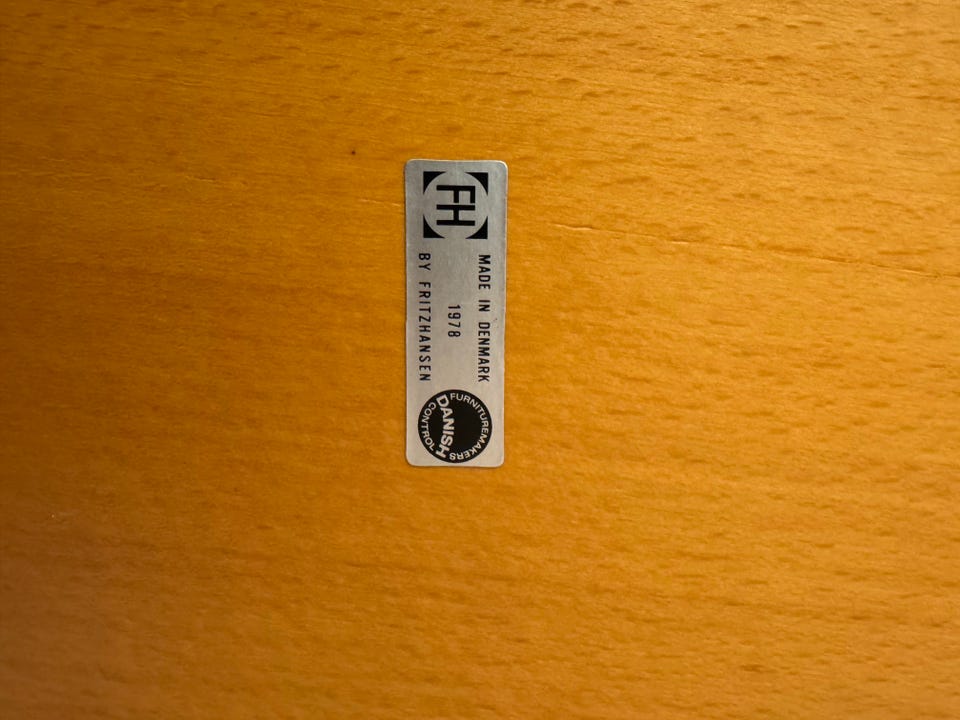 FH
MADE IN DENMARK
1978
BY FRITZHANSEN
FURNITUREMAKERS
DANISH
CONTROL